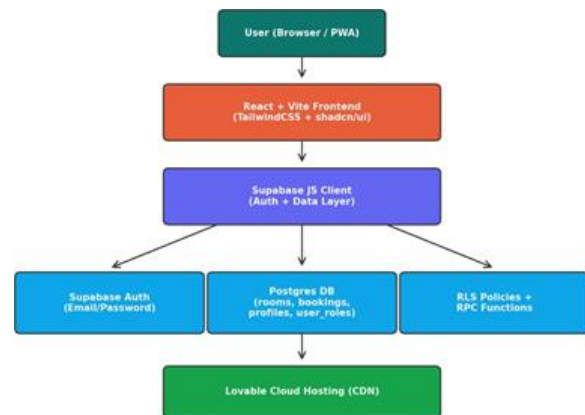 User (Browser / PWA)
React + Vite Frontend
(TailwindCSS + shadcn/ui)
Supabase JS Client
(Auth + Data Layer)
Supabase Auth
(Email/Password)
Postgres DB
(rooms, bookings,
profiles, user_roles)
RLS Policies +
RPC Functions
Lovable Cloud Hosting (CDN)